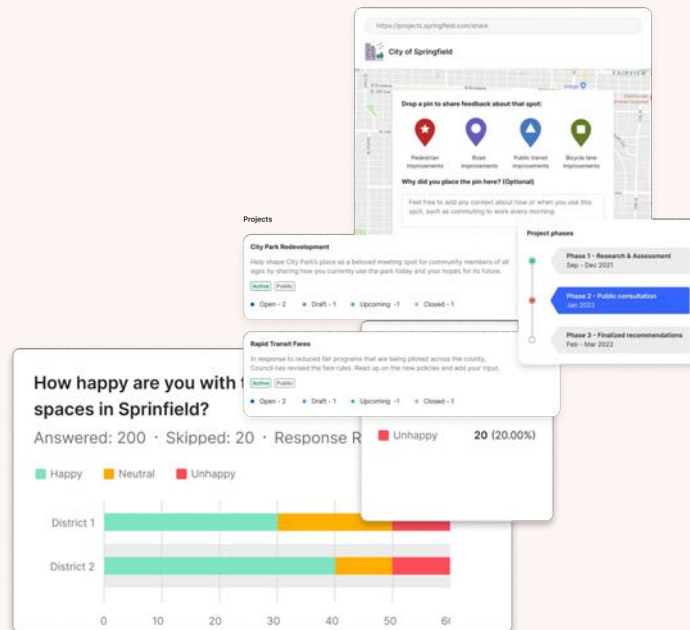 https://projects.springfield.com/share
City of Springfield
FAIRVIEW
Drop a pin to share feedback about that spot:
Pedestrian improvements
Road improvements
Public transit improvements
Bicycle lane improvements
Why did you place the pin here? (Optional)
Feel free to add any context about how or when you use this
spot, such as commuting to work every morning.
Projects
City Park Redevelopment
Help shape City Park's place as a beloved meeting spot for community members of all
ages by sharing how you currently use the park today and your hopes for its future.
Active Public
Open - 2 Draft - 1 Upcoming -1 Closed - 1
Project phases
Phase 1 - Research & Assessment
Sep - Dec 2021
Phase 2 - Public consultation
Jan 2022
Phase 3 - Finalized recommendations
Feb - Mar 2022
Rapid Transit Fares
In response to reduced fair programs that are being piloted across the county,
Council has revised the fare rules. Read up on the new policies and add your input.
Active Public
Open - 2 Draft - 1 Upcoming -1 Closed - 1
How happy are you with
spaces in Sprinfield?
Answered: 200 · Skipped: 20 · Response R
Unhappy 20 (20.00%)
Happy Neutral Unhappy
District 1
District 2
0 10 20 30 40 50